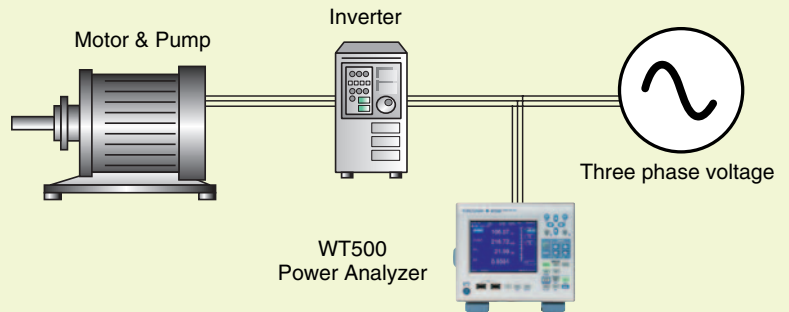 Inverter
Motor & Pump
Three phase voltage
WT500
Power Analyzer